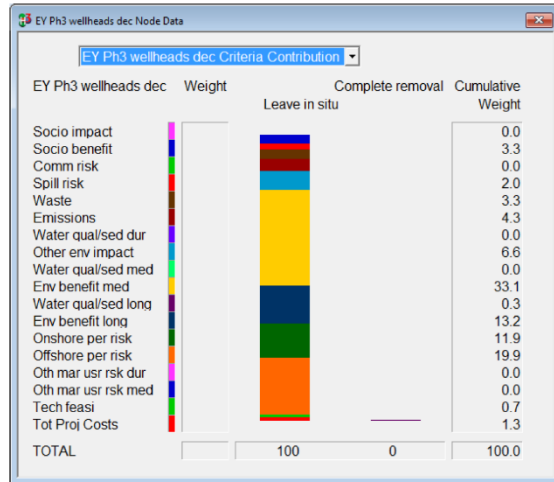 EY Ph3 wellheads dec Node Data
EY Ph3 wellheads dec Criteria Contribution
EY Ph3 wellheads dec Weight Complete removal Cumulative
Leave in situ Weight
Socio impact 0.0
Socio benefit 3.3
Comm risk 0.0
Spill risk 2.0
Waste 3.3
Emissions 4.3
Water qual/sed dur 0.0
Other env impact 6.6
Water qual/sed med 0.0
Env benefit med 33.1
Water qual/sed long 0.3
Env benefit long 13.2
Onshore per risk 11.9
Offshore per risk 19.9
Oth mar usr rsk dur 0.0
Oth mar usr rsk med 0.0
Tech feasi 0.7
Tot Proj Costs 1.3
TOTAL 100 0 100.0